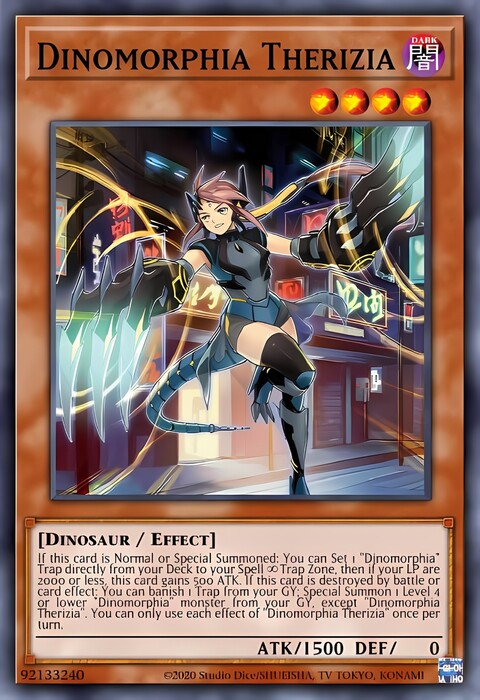 DINOMORPHIA THERIZIA
DARK
闇
[DINOSAUR / EFFECT]
If this card is Normal or Special Summoned: You can Set 1 "Dinomorphia"
Trap directly from your Deck to your Spell ∞ Trap Zone, then if your LP are
2000 or less, this card gains 500 ATK. If this card is destroyed by battle or
card effect: You can banish 1 Trap from your GY; Special Summon 1 Level 4
or lower "Dinomorphia" monster from your GY, except "Dinomorphia
Therizia". You can only use each effect of "Dinomorphia Therizia" once per
turn.
ATK/1500 DEF/ 0
92133240
©2020 Studio Dice/SHUEISHA, TV TOKYO, KONAMI